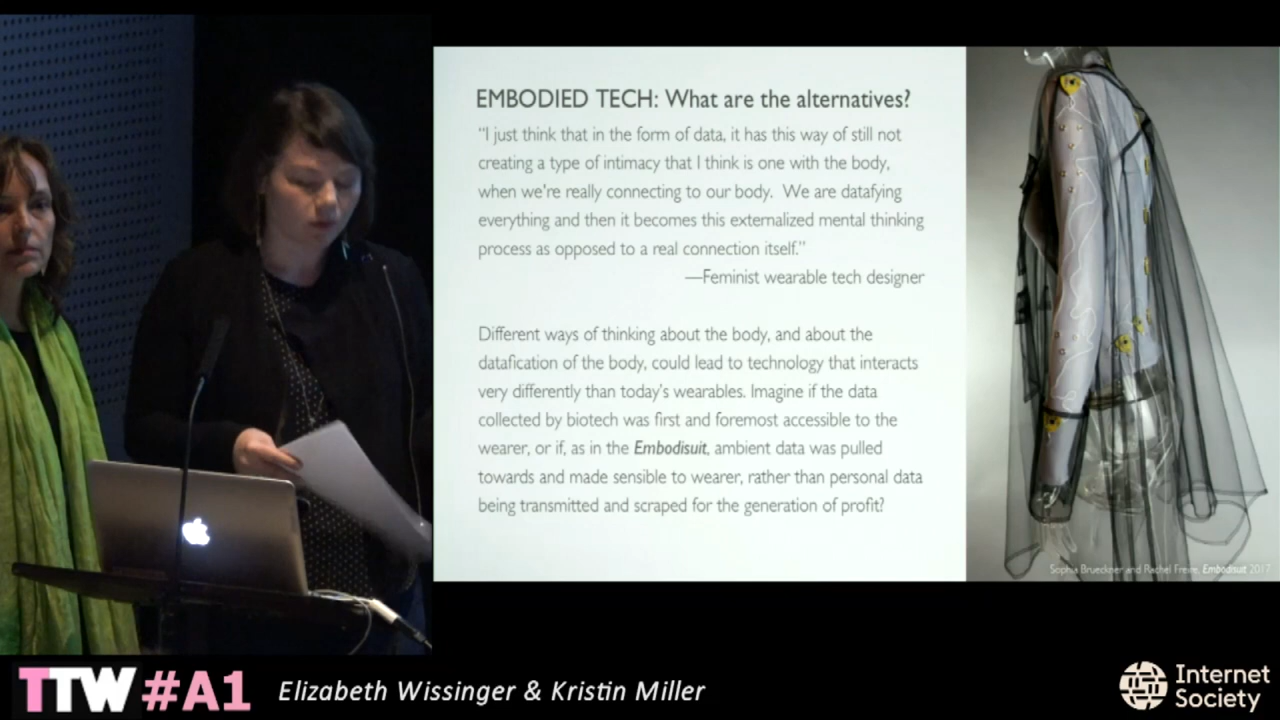 EMBODIED TECH: What are the alternatives?
“I just think that in the form of data, it has this way of still not
creating a type of intimacy that I think is one with the body,
when we’re really connecting to our body.  We are datafying
everything and then it becomes this externalized mental thinking
process as opposed to a real connection itself.”
—Feminist wearable tech designer
Different ways of thinking about the body, and about the
datafication of the body, could lead to technology that interacts
very differently than today’s wearables. Imagine if the data
collected by biotech was first and foremost accessible to the
wearer, or if, as in the Embodisuit, ambient data was pulled
towards and made sensible to wearer, rather than personal data
being transmitted and scraped for the generation of profit?
Sophia Brueckner and Rachel Freire, Embodisuit 2017
TTW #A1
Elizabeth Wissinger & Kristin Miller
Internet
Society